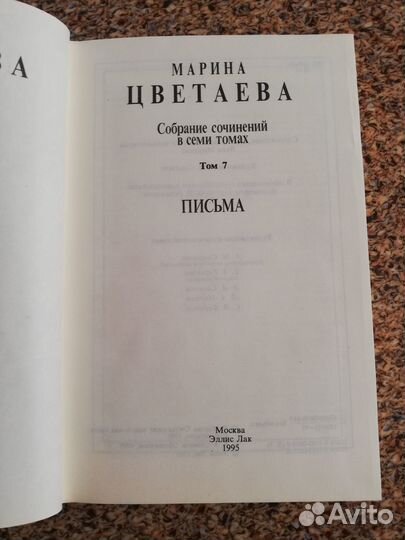 ВА
МАРИНА
ЦВЕТАЕВА
Собрание сочинений
в семи томах
Том 7
ПИСЬМА
Москва
Эллис Лак
1995
Avito